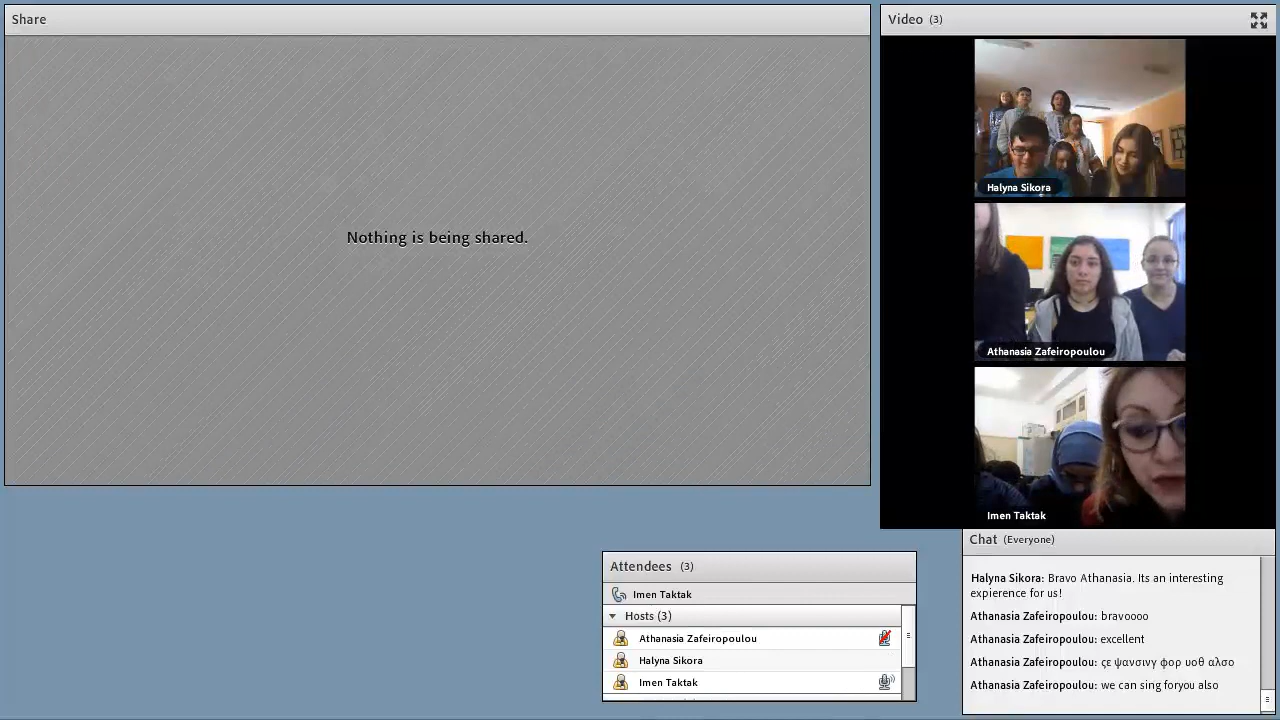 Share
Nothing is being shared.
Video (3)
Halyna Sikora
Athanasia Zafeiropoulou
Imen Taktak
Attendees (3)
Imen Taktak
Hosts (3)
Athanasia Zafeiropoulou
Halyna Sikora
Imen Taktak
Chat (Everyone)
Halyna Sikora: Bravo Athanasia. Its an interesting
expierence for us!
Athanasia Zafeiropoulou: bravoooo
Athanasia Zafeiropoulou: excellent
Athanasia Zafeiropoulou: ςε ψανσινγ φορ υοθ αλσο
Athanasia Zafeiropoulou: we can sing foryou also